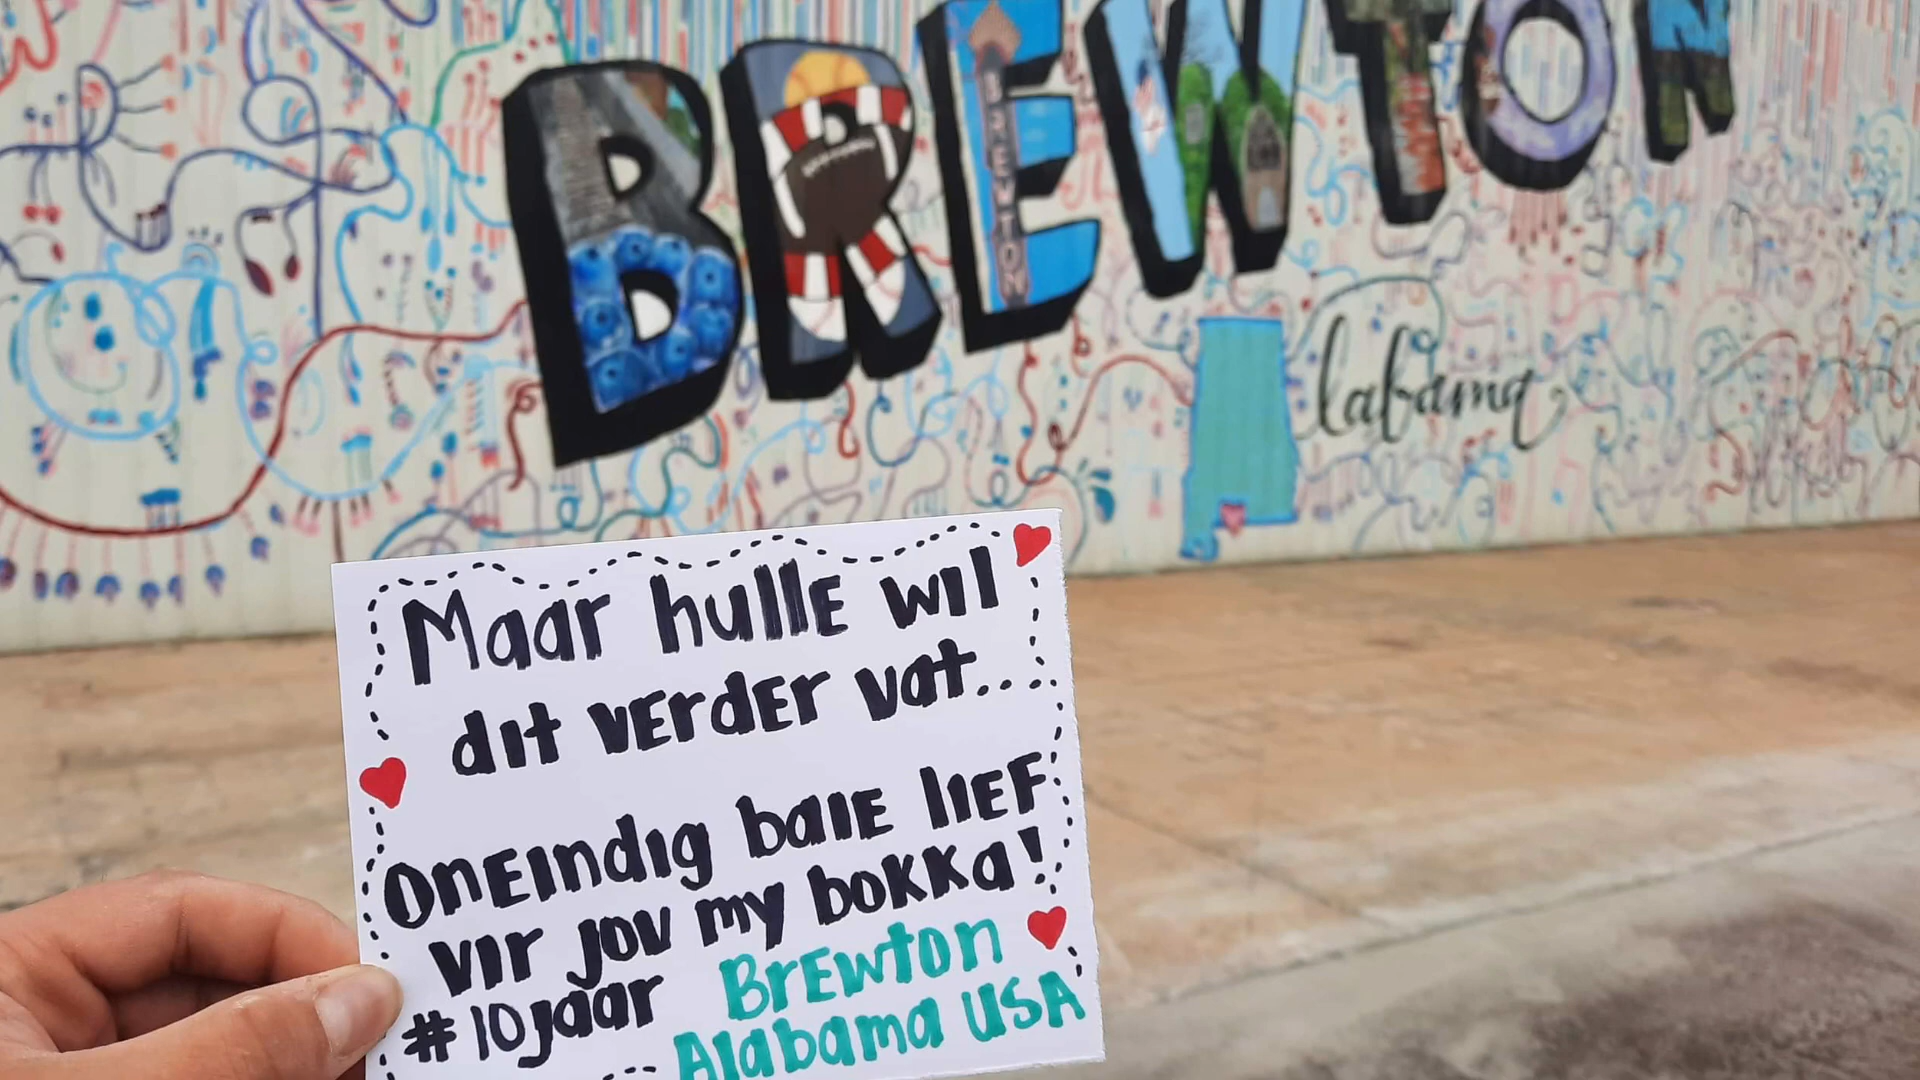 BREWTON
BREWTON
labama
Maar hulle wil
dit verder vat....
Oneindig baie lief
vir jou my bokka!
#10jaar Brewton
Alabama USA